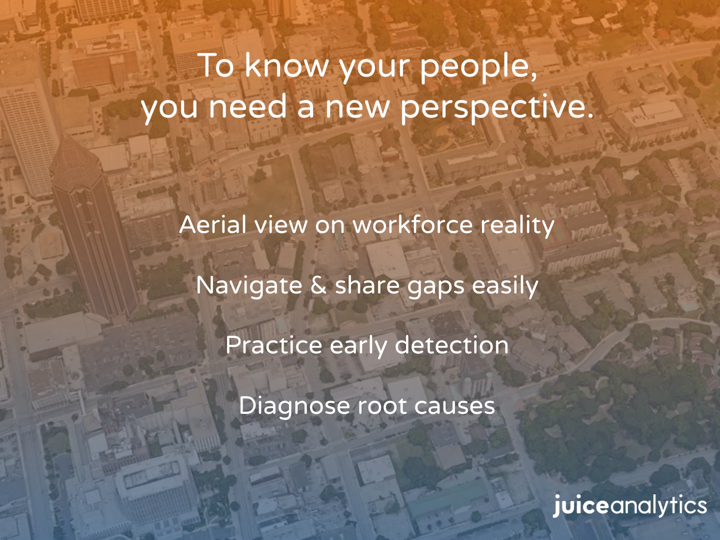 To know your people,
you need a new perspective.
Aerial view on workforce reality
Navigate & share gaps easily
Practice early detection
Diagnose root causes
juiceanalytics